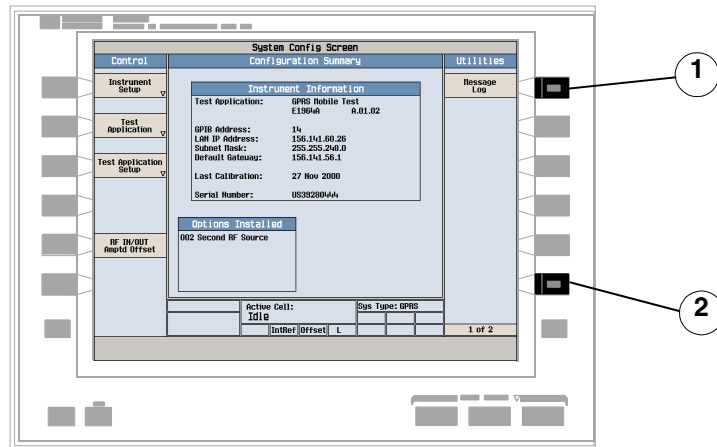 System Config Screen
Control
Configuration Summary
Utilities
Instrument
Setup
Test
Application
Test Application
Setup
RF IN/OUT
Amptd Offset
Instrument Information
Test Application: GPRS Mobile Test
E1964A A.01.02
GPIB Address: 14
LAN IP Address: 156.141.60.26
Subnet Mask: 255.255.248.0
Default Gateway: 156.141.56.1
Last Calibration: 27 Nov 2000
Serial Number: US39280444
Options Installed
002 Second RF Source
Message
Log
Active Cell:
Idle
Sys Type: GPRS
IntRef Offset L
1 of 2
1
2